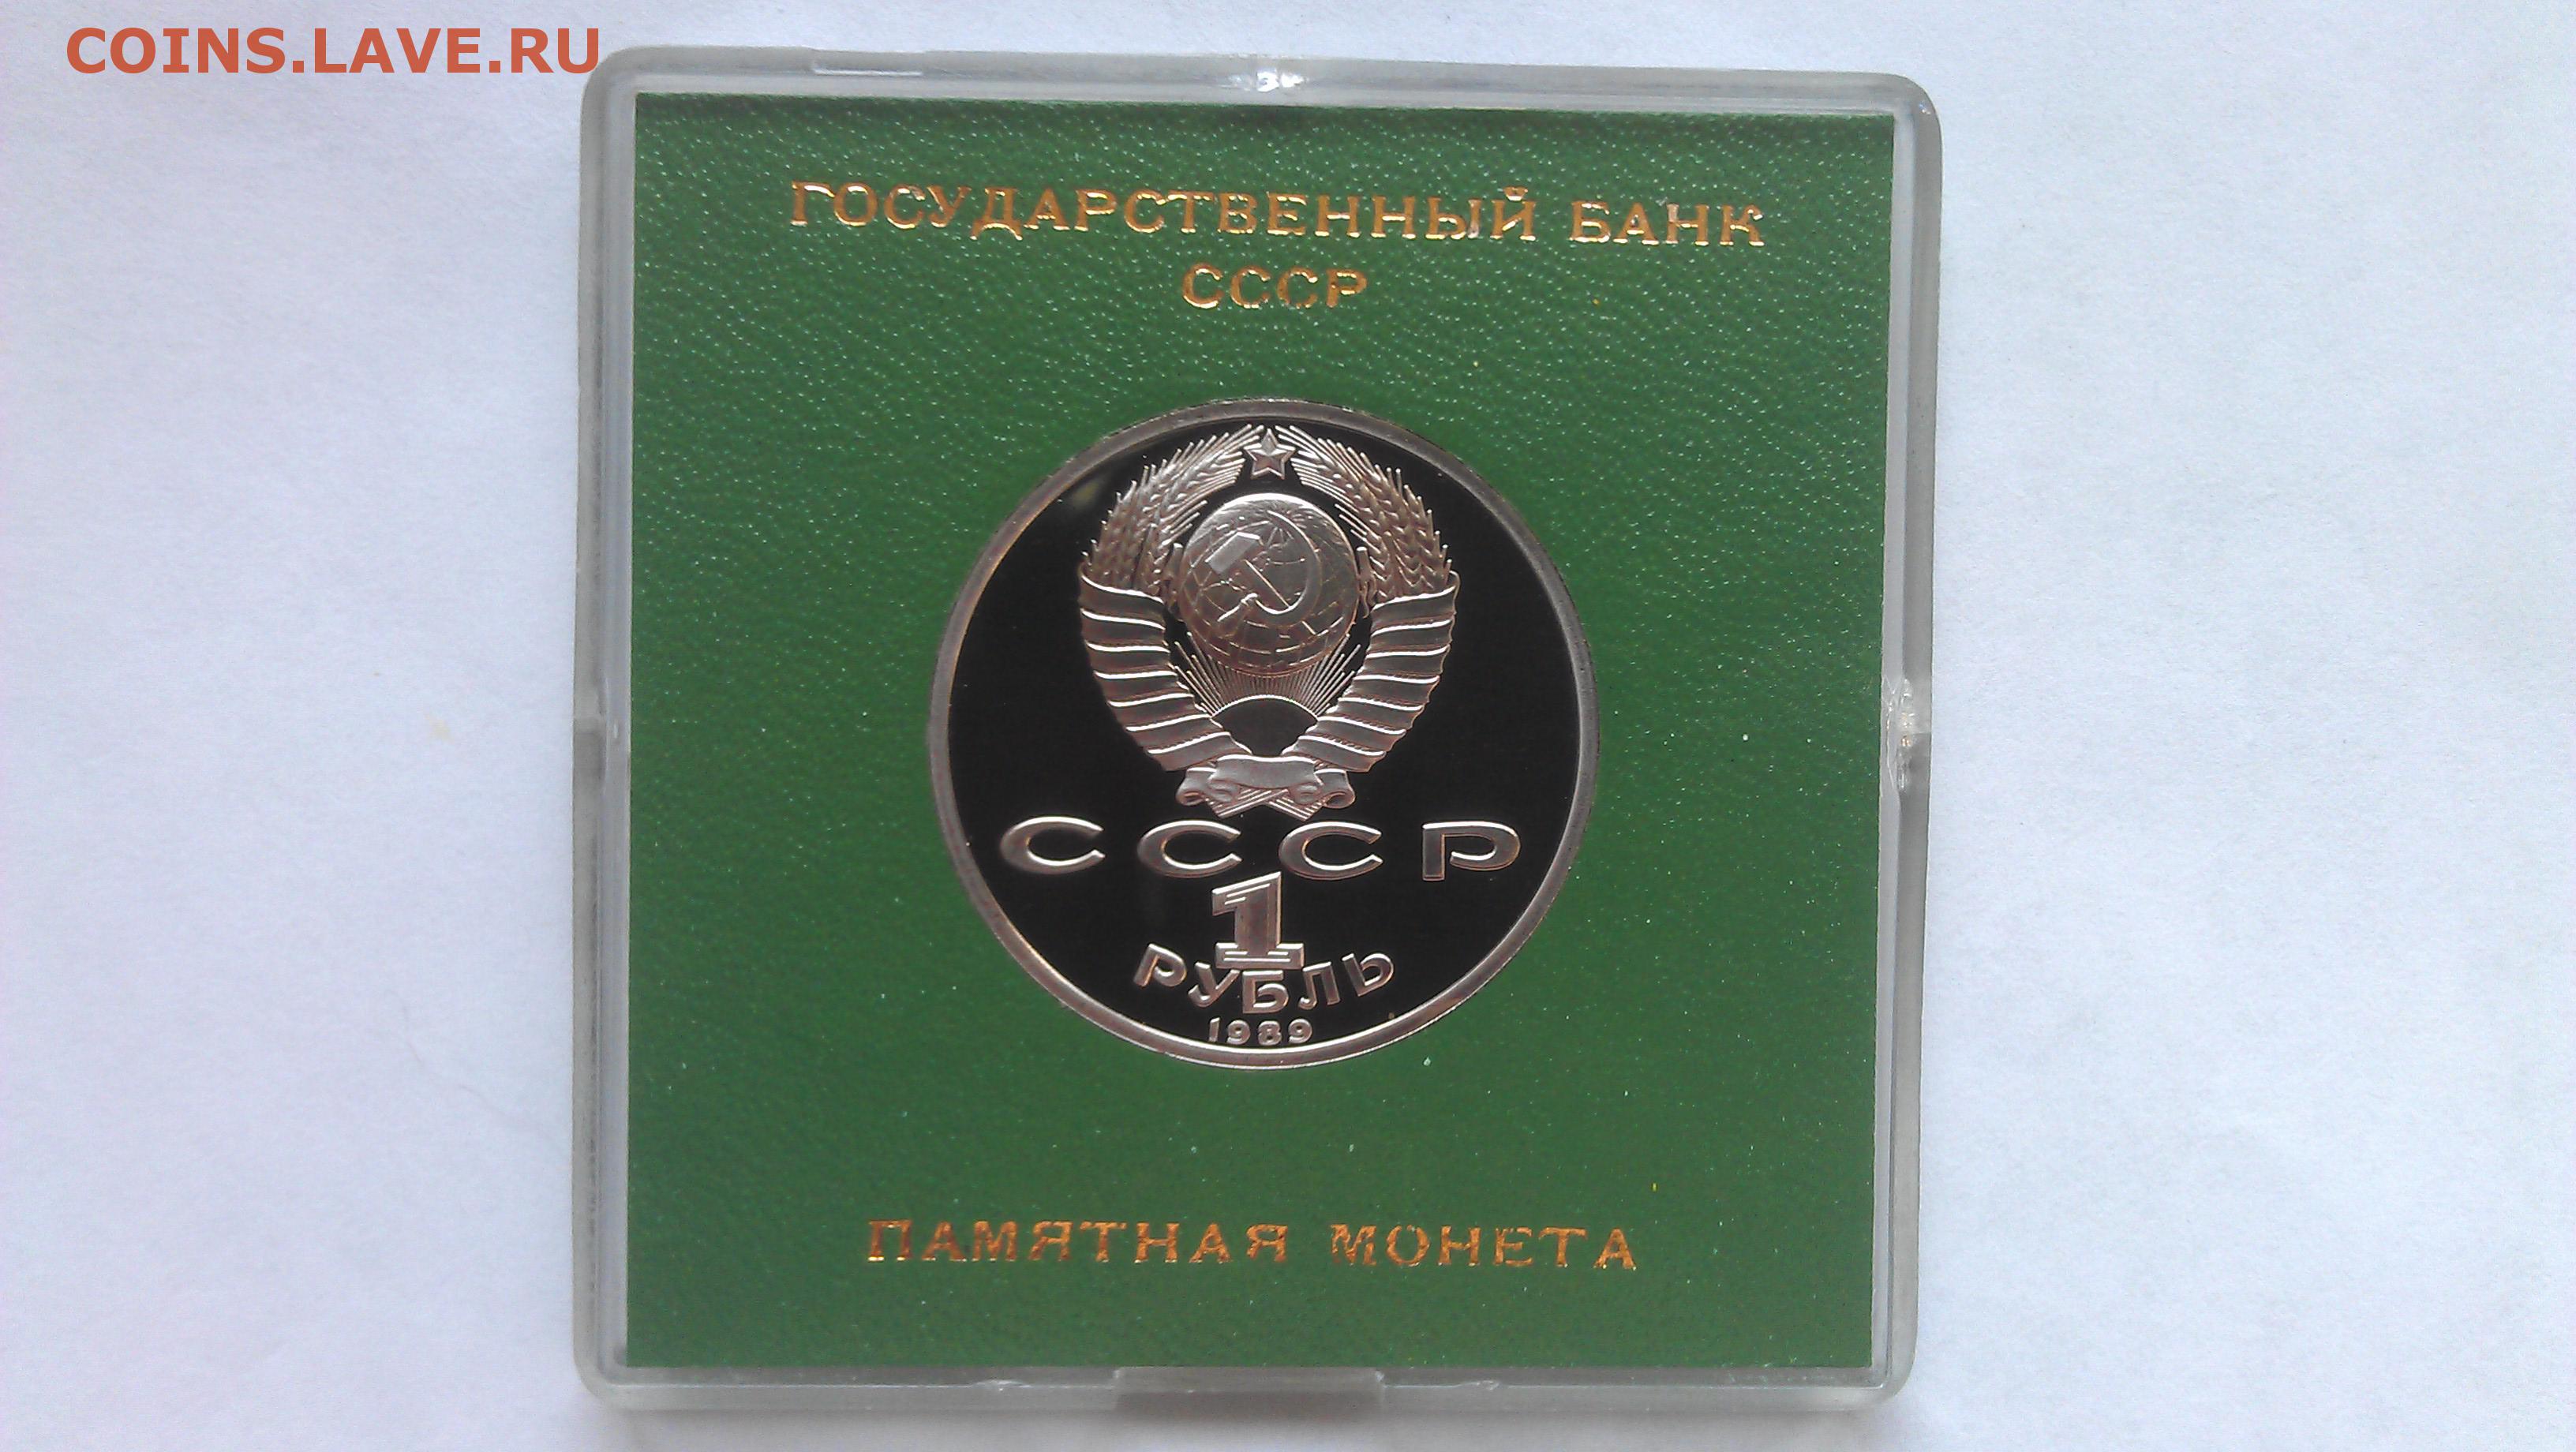 COINS.LAVE.RU
ГОСУДАРСТВЕННЫЙ БАНК
СССР
СССР
1
РУБЛЬ
1989
ПАМЯТНАЯ МОНЕТА